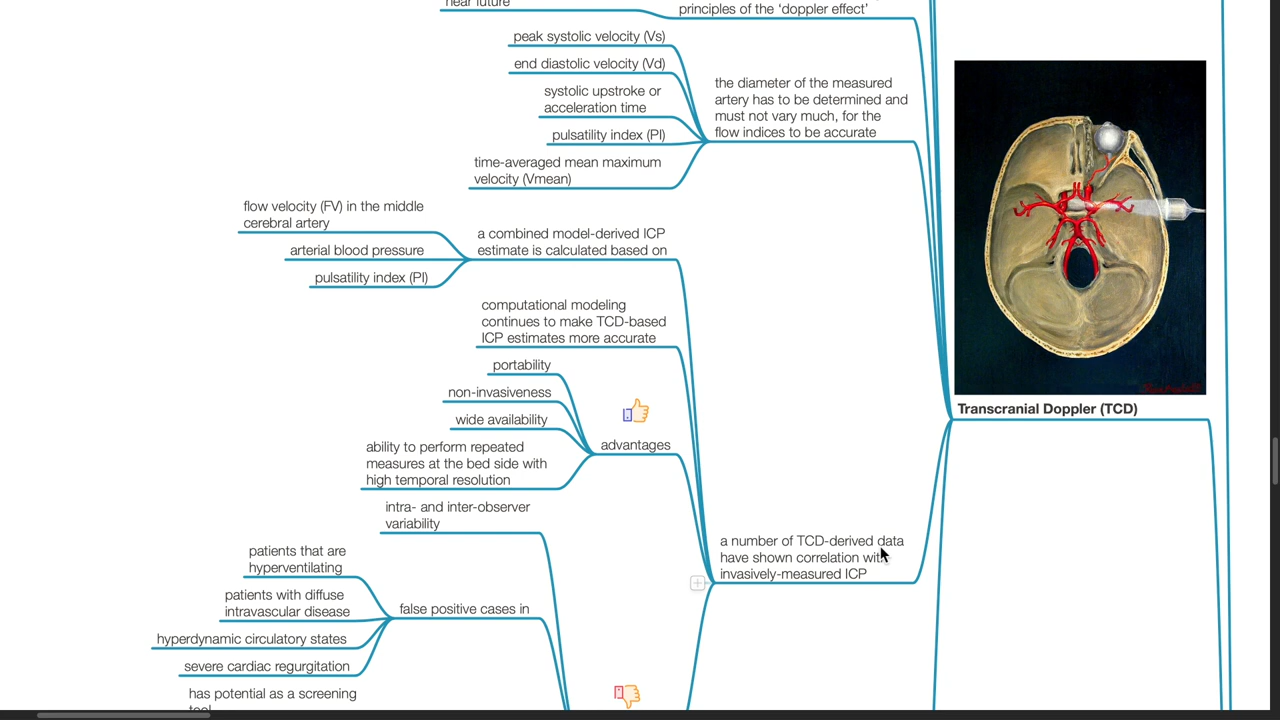 near future
principles of the ‘doppler effect’
peak systolic velocity (Vs)
end diastolic velocity (Vd)
systolic upstroke or
acceleration time
pulsatility index (PI)
time-averaged mean maximum
velocity (Vmean)
the diameter of the measured
artery has to be determined and
must not vary much, for the
flow indices to be accurate
flow velocity (FV) in the middle
cerebral artery
arterial blood pressure
pulsatility index (PI)
a combined model-derived ICP
estimate is calculated based on
computational modeling
continues to make TCD-based
ICP estimates more accurate
portability
non-invasiveness
wide availability
ability to perform repeated
measures at the bed side with
high temporal resolution
advantages
Transcranial Doppler (TCD)
intra- and inter-observer
variability
a number of TCD-derived data
have shown correlation with
invasively-measured ICP
patients that are
hyperventilating
patients with diffuse
intravascular disease
hyperdynamic circulatory states
severe cardiac regurgitation
false positive cases in
has potential as a screening
tool